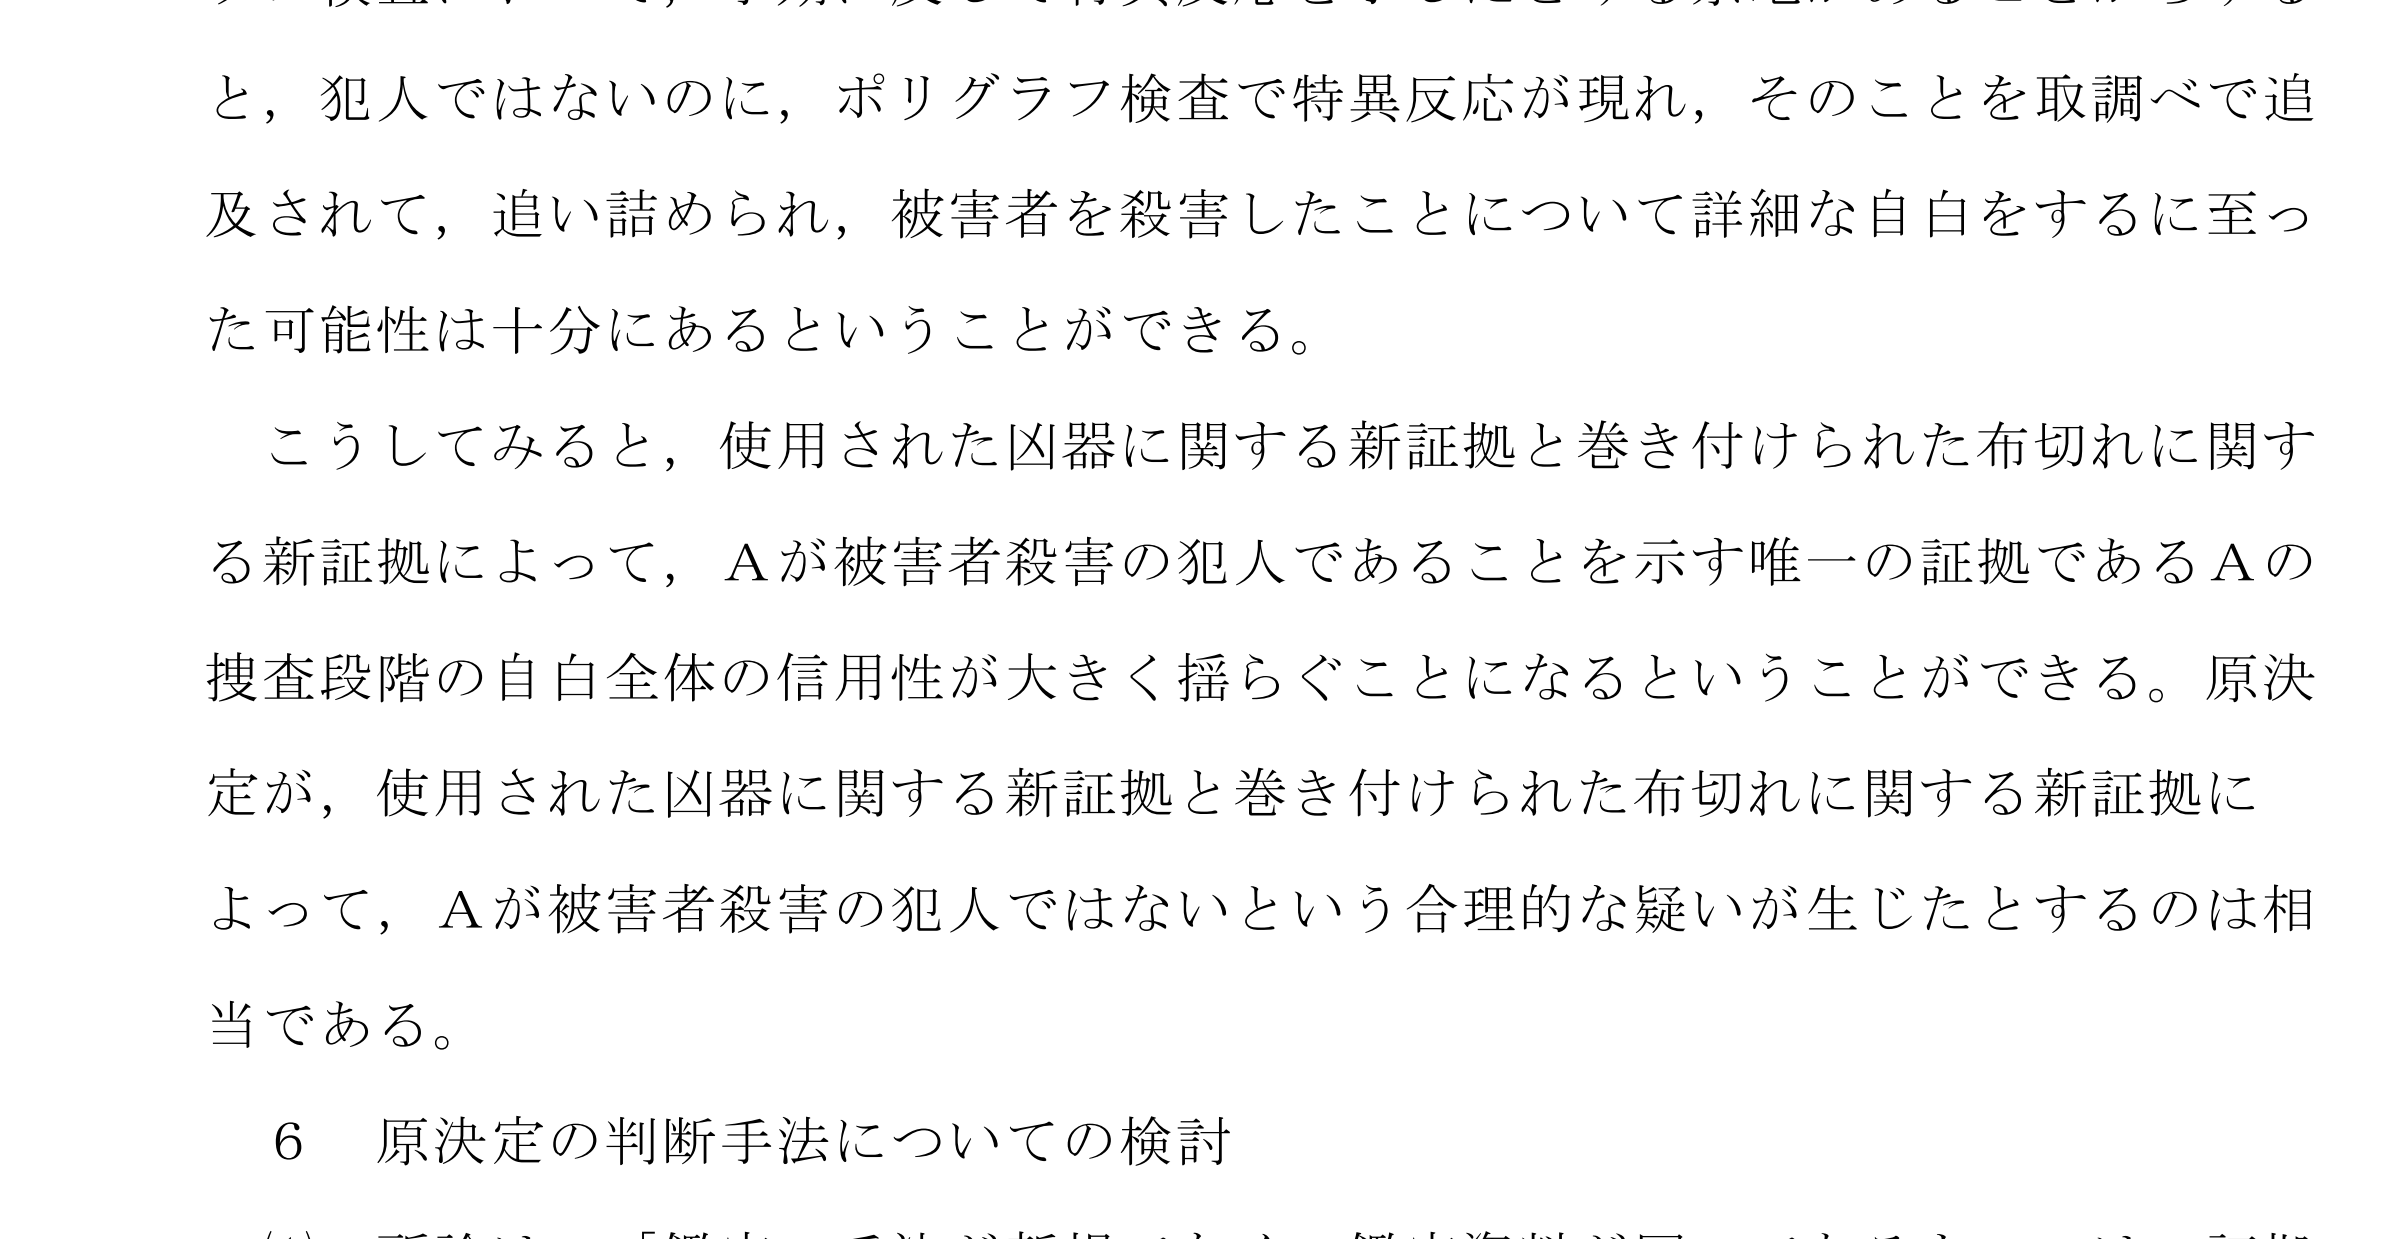 と，犯人ではないのに，ポリグラフ検査で特異反応が現れ，そのことを取調べで追
及されて，追い詰められ，被害者を殺害したことについて詳細な自白をするに至っ
た可能性は十分にあるということができる。
こうしてみると，使用された凶器に関する新証拠と巻き付けられた布切れに関す
る新証拠によって，Ａが被害者殺害の犯人であることを示す唯一の証拠であるＡの
捜査段階の自白全体の信用性が大きく揺らぐことになるということができる。原決
定が，使用された凶器に関する新証拠と巻き付けられた布切れに関する新証拠に
よって，Ａが被害者殺害の犯人ではないという合理的な疑いが生じたとするのは相
当である。
６　原決定の判断手法についての検討